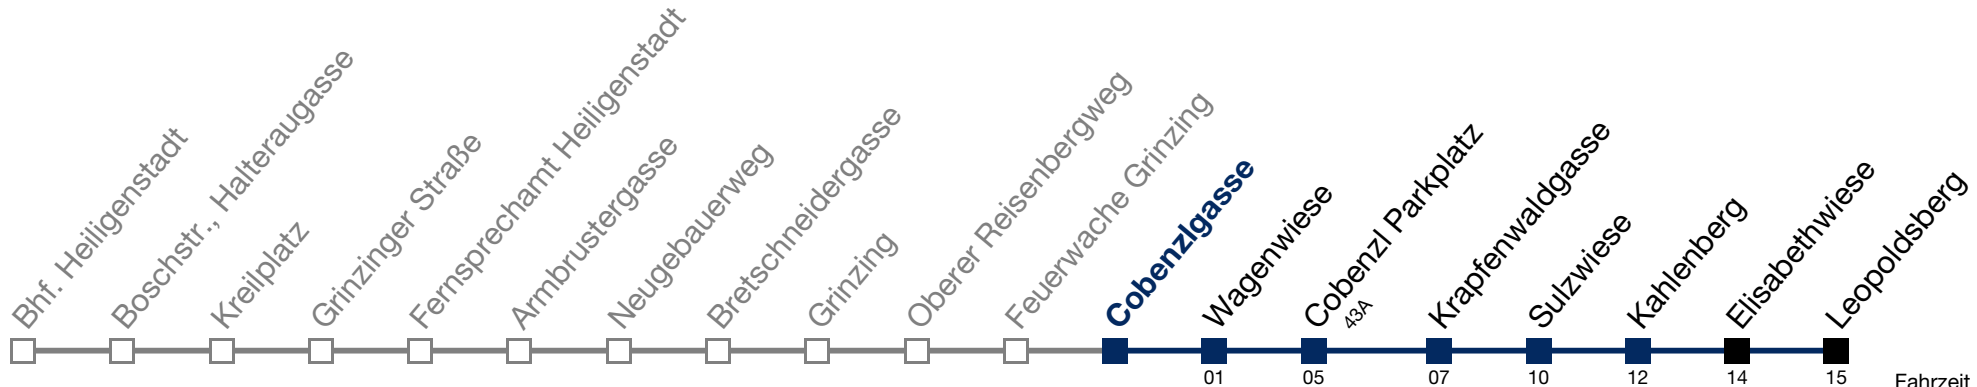 Bhf. Heiligenstadt
Boschstr., Halteraugasse
Kreilplatz
Grinzinger Straße
Fernsprechamt Heiligenstadt
Armbrustergasse
Neugebauerweg
Bretschneidergasse
Grinzing
Oberer Reisenbergweg
Feuerwache Grinzing
Cobenzlgasse
Wagenwiese
Cobenzl Parkplatz
43A
Krapfenwaldgasse
Sulzwiese
Kahlenberg
Elisabethwiese
Leopoldsberg
01 05 07 10 12 14 15 Fahrzeit